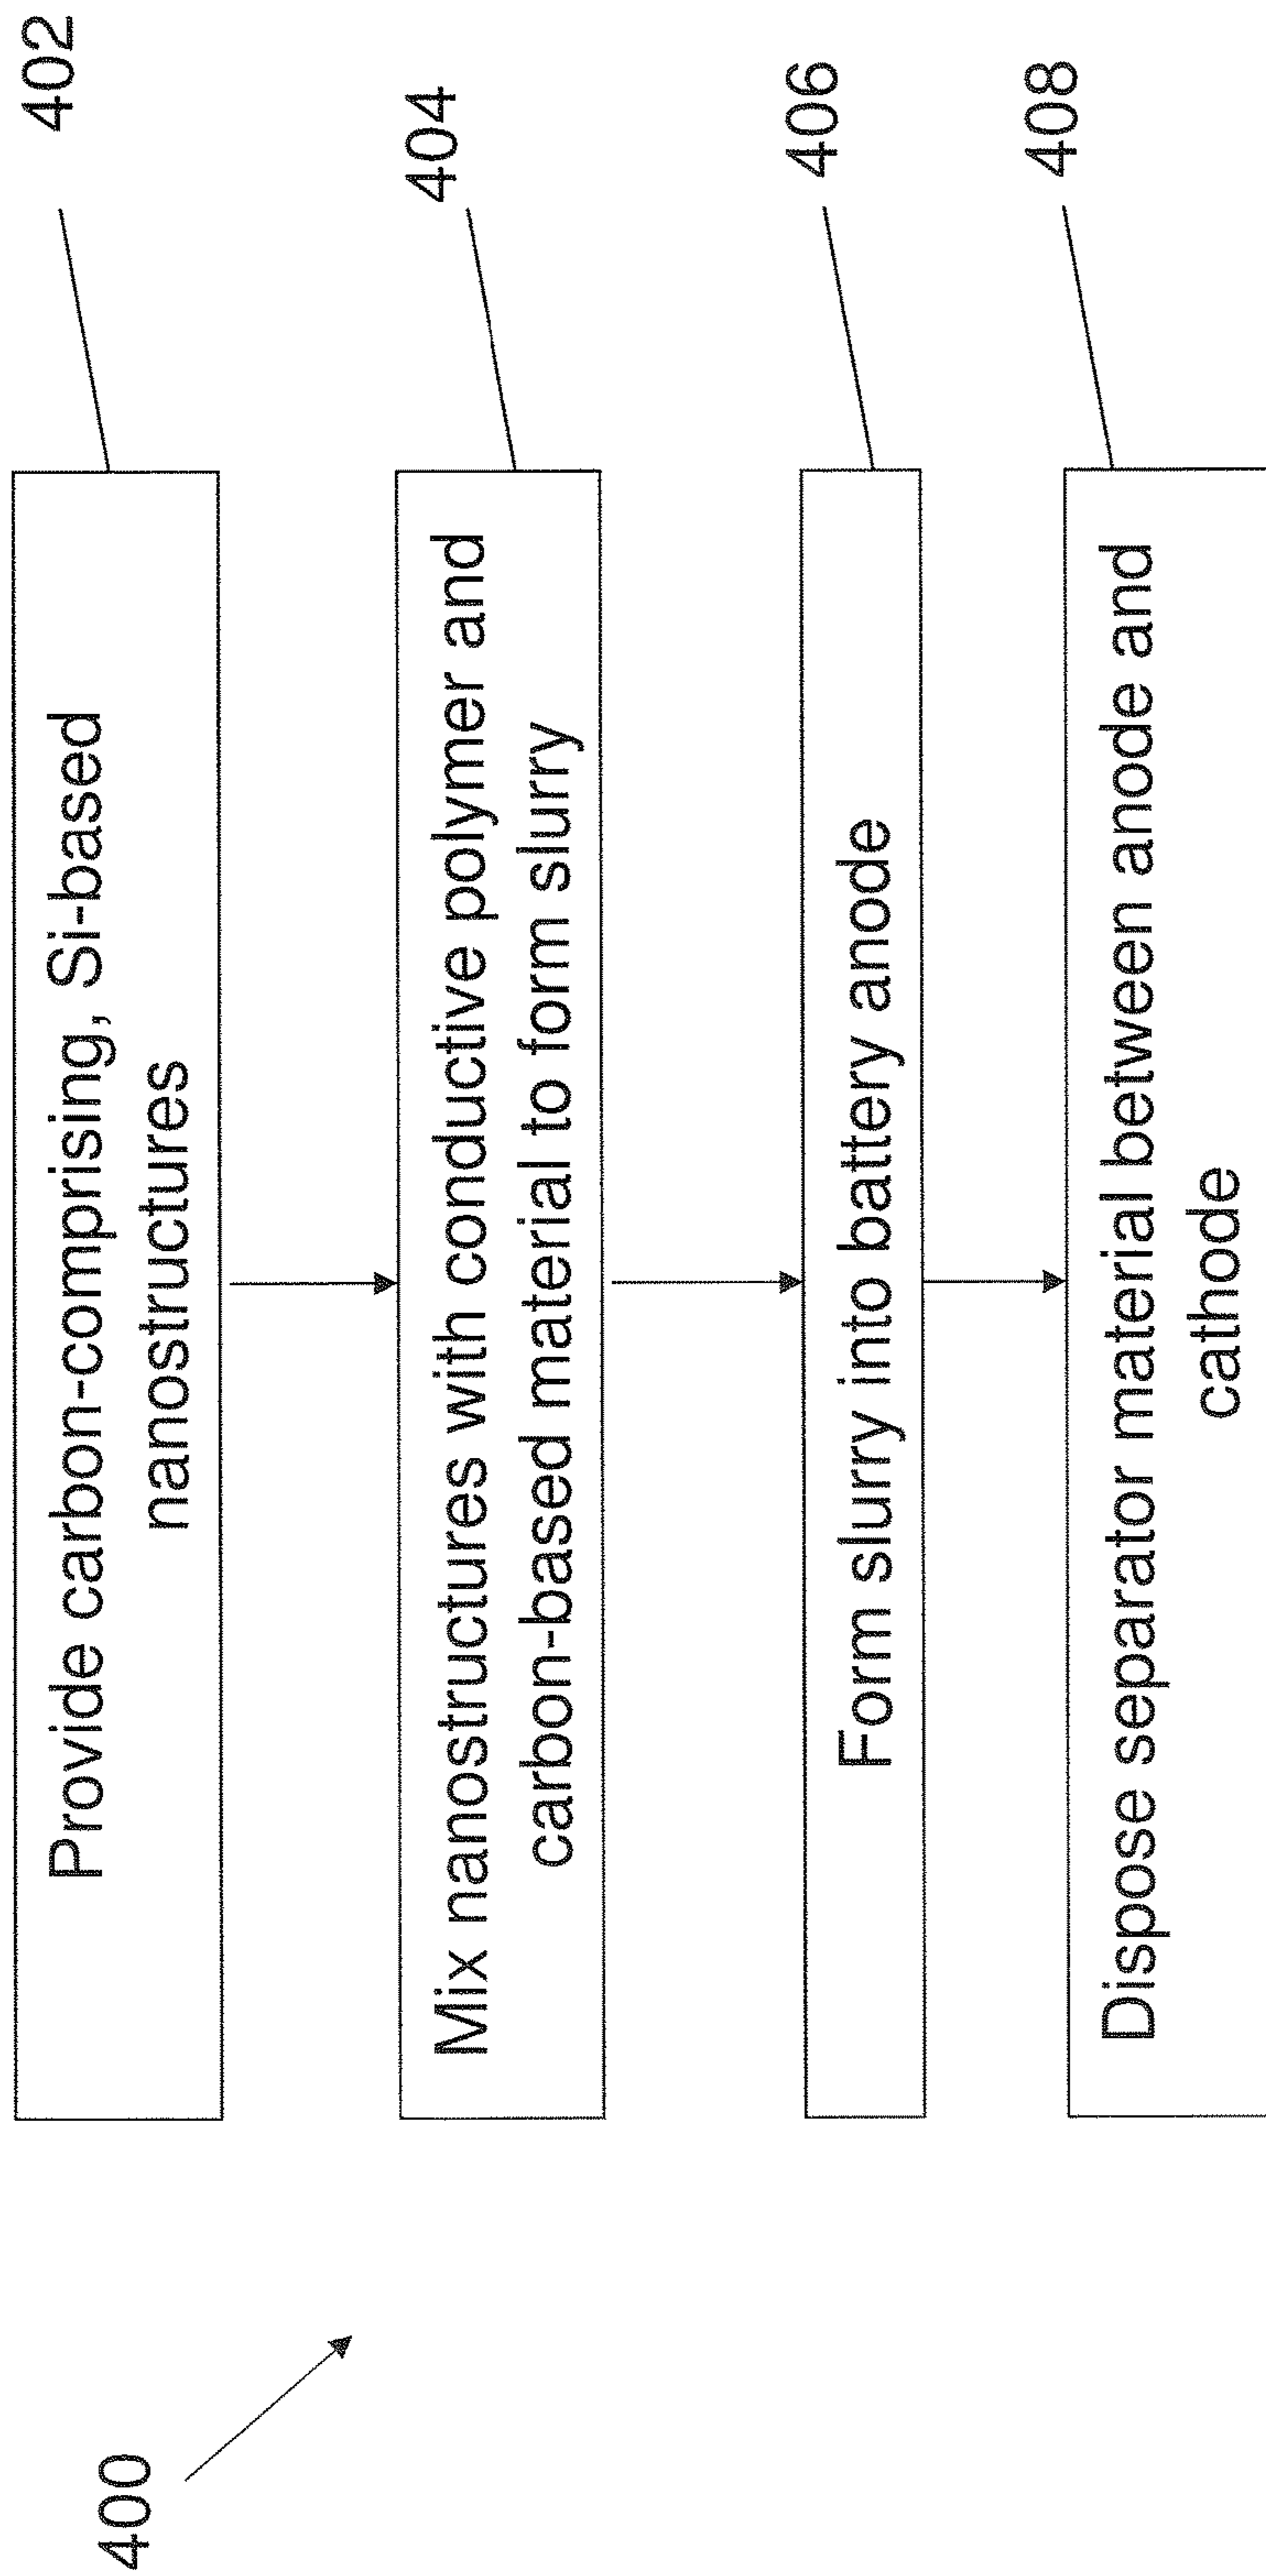 400
Provide carbon-comprising, Si-based
nanostructures
402
Mix nanostructures with conductive polymer and
carbon-based material to form slurry
404
Form slurry into battery anode
406
Dispose separator material between anode and
cathode
408